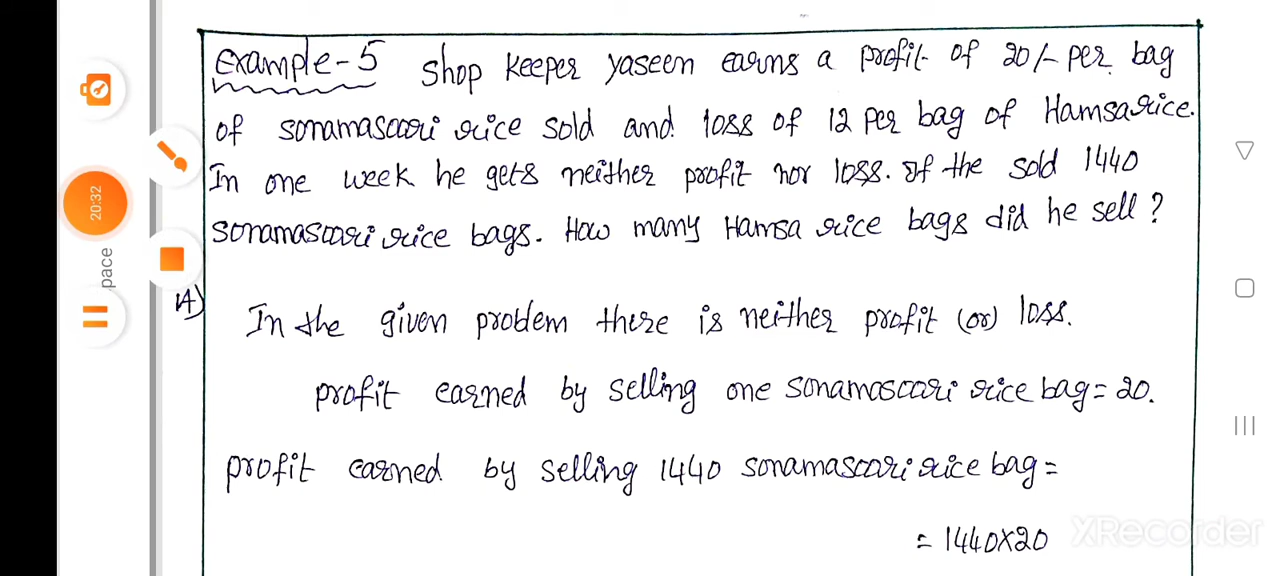 Example-5 Shop keeper yaseen earns a profit of 20/- per bag
of sonamasoori rice sold and loss of 12 per bag of Hamsa rice.
In one week he gets neither profit nor loss. If the sold 1440
sonamasoori rice bags. How many Hamsa rice bags did he sell?
A) In the given problem there is neither profit (or) loss.
profit earned by selling one sonamasoori rice bag = 20.
profit earned by selling 1440 sonamasoori rice bag =
= 1440×20
20:32
pace
XRecorder